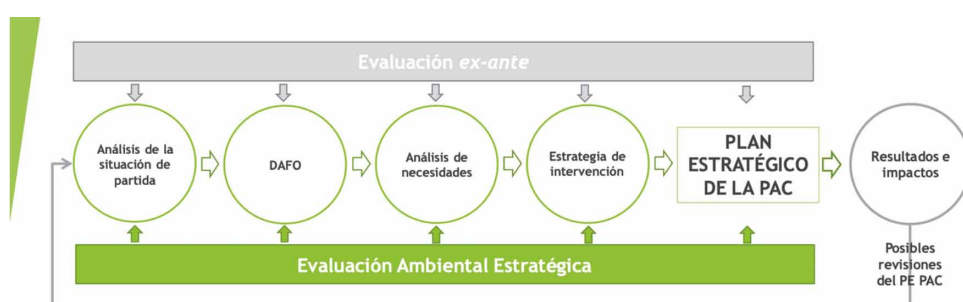 Evaluación ex-ante
Análisis de la
situación de
partida
DAFO
Análisis de
necesidades
Estrategia de
intervención
PLAN
ESTRATÉGICO
DE LA PAC
Resultados e
impactos
Evaluación Ambiental Estratégica
Posibles
revisiones
del PE PAC